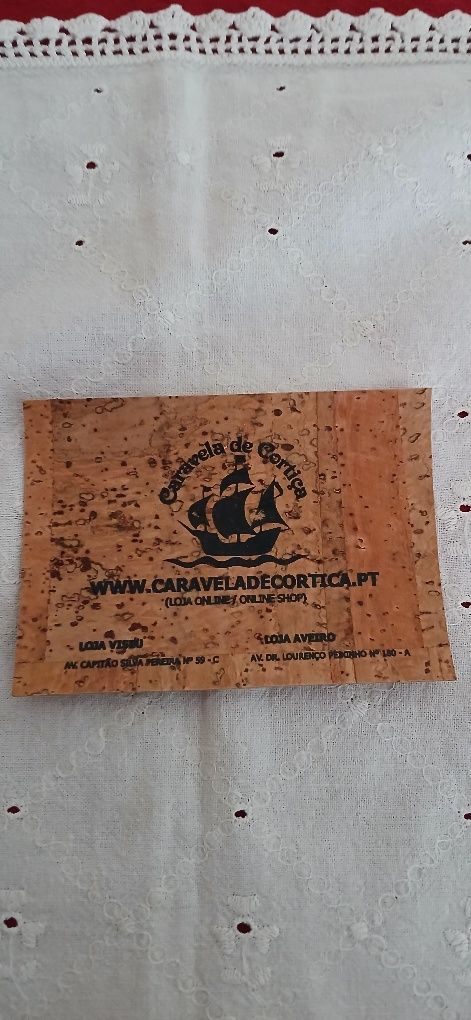 Caravela de Cortiça
WWW.CARAVELADECORTICA.PT
(LOJA ONLINE / ONLINE SHOP)
LOJA VISEU
AV. CAPITÃO SILVA PEREIRA Nº 59 - C
LOJA AVEIRO
AV. DR. LOURENÇO PEIXINHO Nº 180 - A